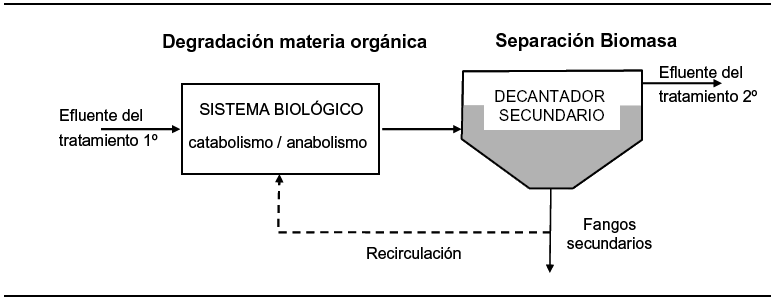 Degradación materia orgánica
Separación Biomasa
Efluente del
tratamiento 1º
SISTEMA BIOLÓGICO
catabolismo / anabolismo
DECANTADOR
SECUNDARIO
Efluente del
tratamiento 2º
Recirculación
Fangos
secundarios